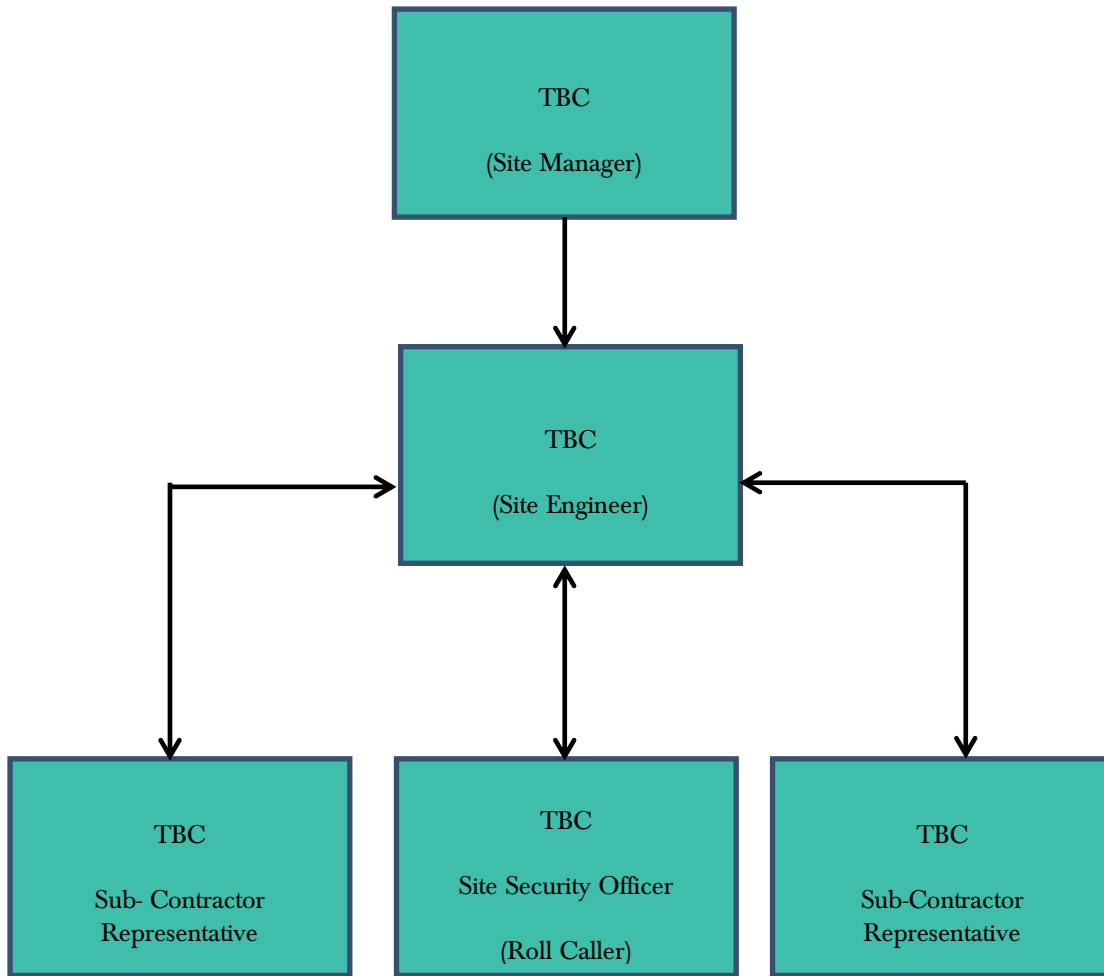 TBC
(Site Manager)
TBC
(Site Engineer)
TBC
Sub- Contractor
Representative
TBC
Site Security Officer
(Roll Caller)
TBC
Sub-Contractor
Representative